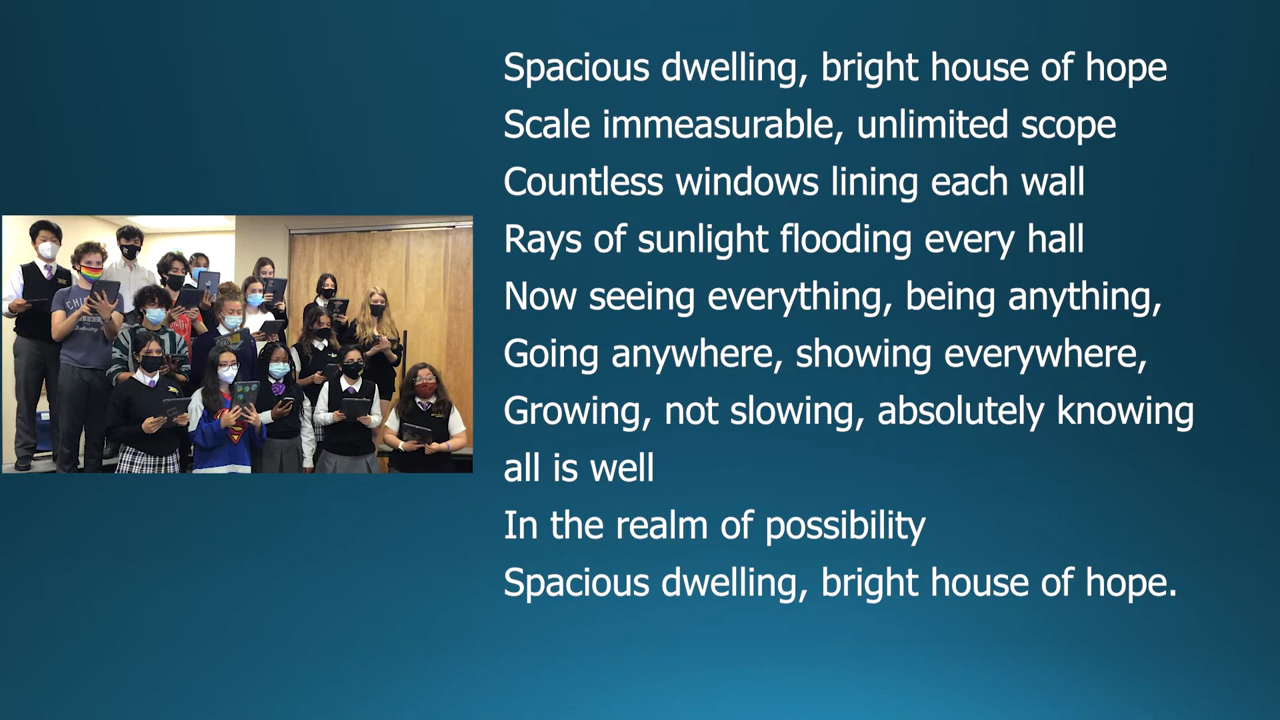 Spacious dwelling, bright house of hope
Scale immeasurable, unlimited scope
Countless windows lining each wall
Rays of sunlight flooding every hall
Now seeing everything, being anything,
Going anywhere, showing everywhere,
Growing, not slowing, absolutely knowing
all is well
In the realm of possibility
Spacious dwelling, bright house of hope.